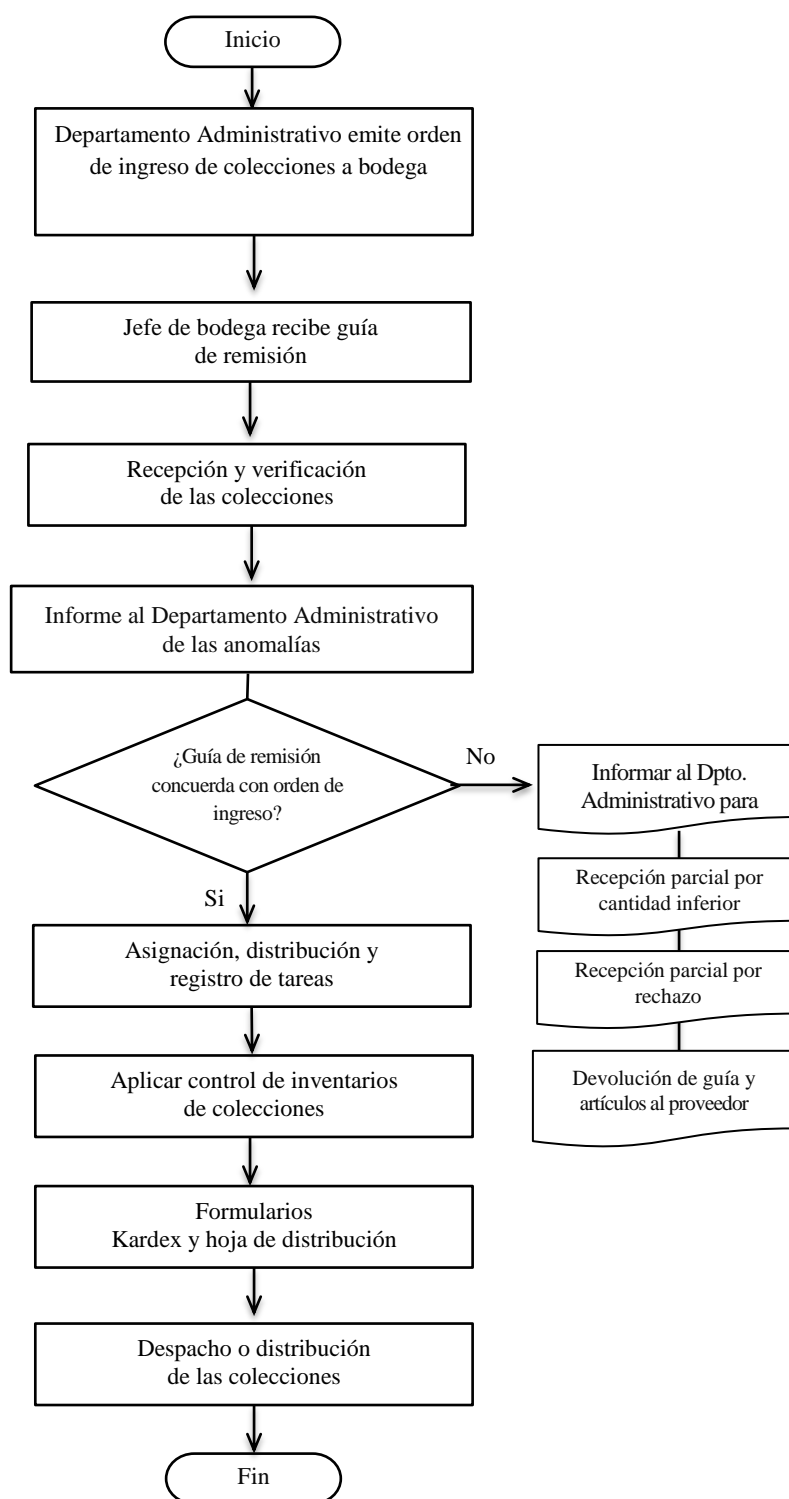 Inicio
Departamento Administrativo emite orden
de ingreso de colecciones a bodega
Jefe de bodega recibe guía
de remisión
Recepción y verificación
de las colecciones
Informe al Departamento Administrativo
de las anomalías
¿Guía de remisión
concuerda con orden de
ingreso?
No
Informar al Dpto.
Administrativo para
Recepción parcial por
cantidad inferior
Recepción parcial por
rechazo
Devolución de guía y
artículos al proveedor
Si
Asignación, distribución y
registro de tareas
Aplicar control de inventarios
de colecciones
Formularios
Kardex y hoja de distribución
Despacho o distribución
de las colecciones
Fin